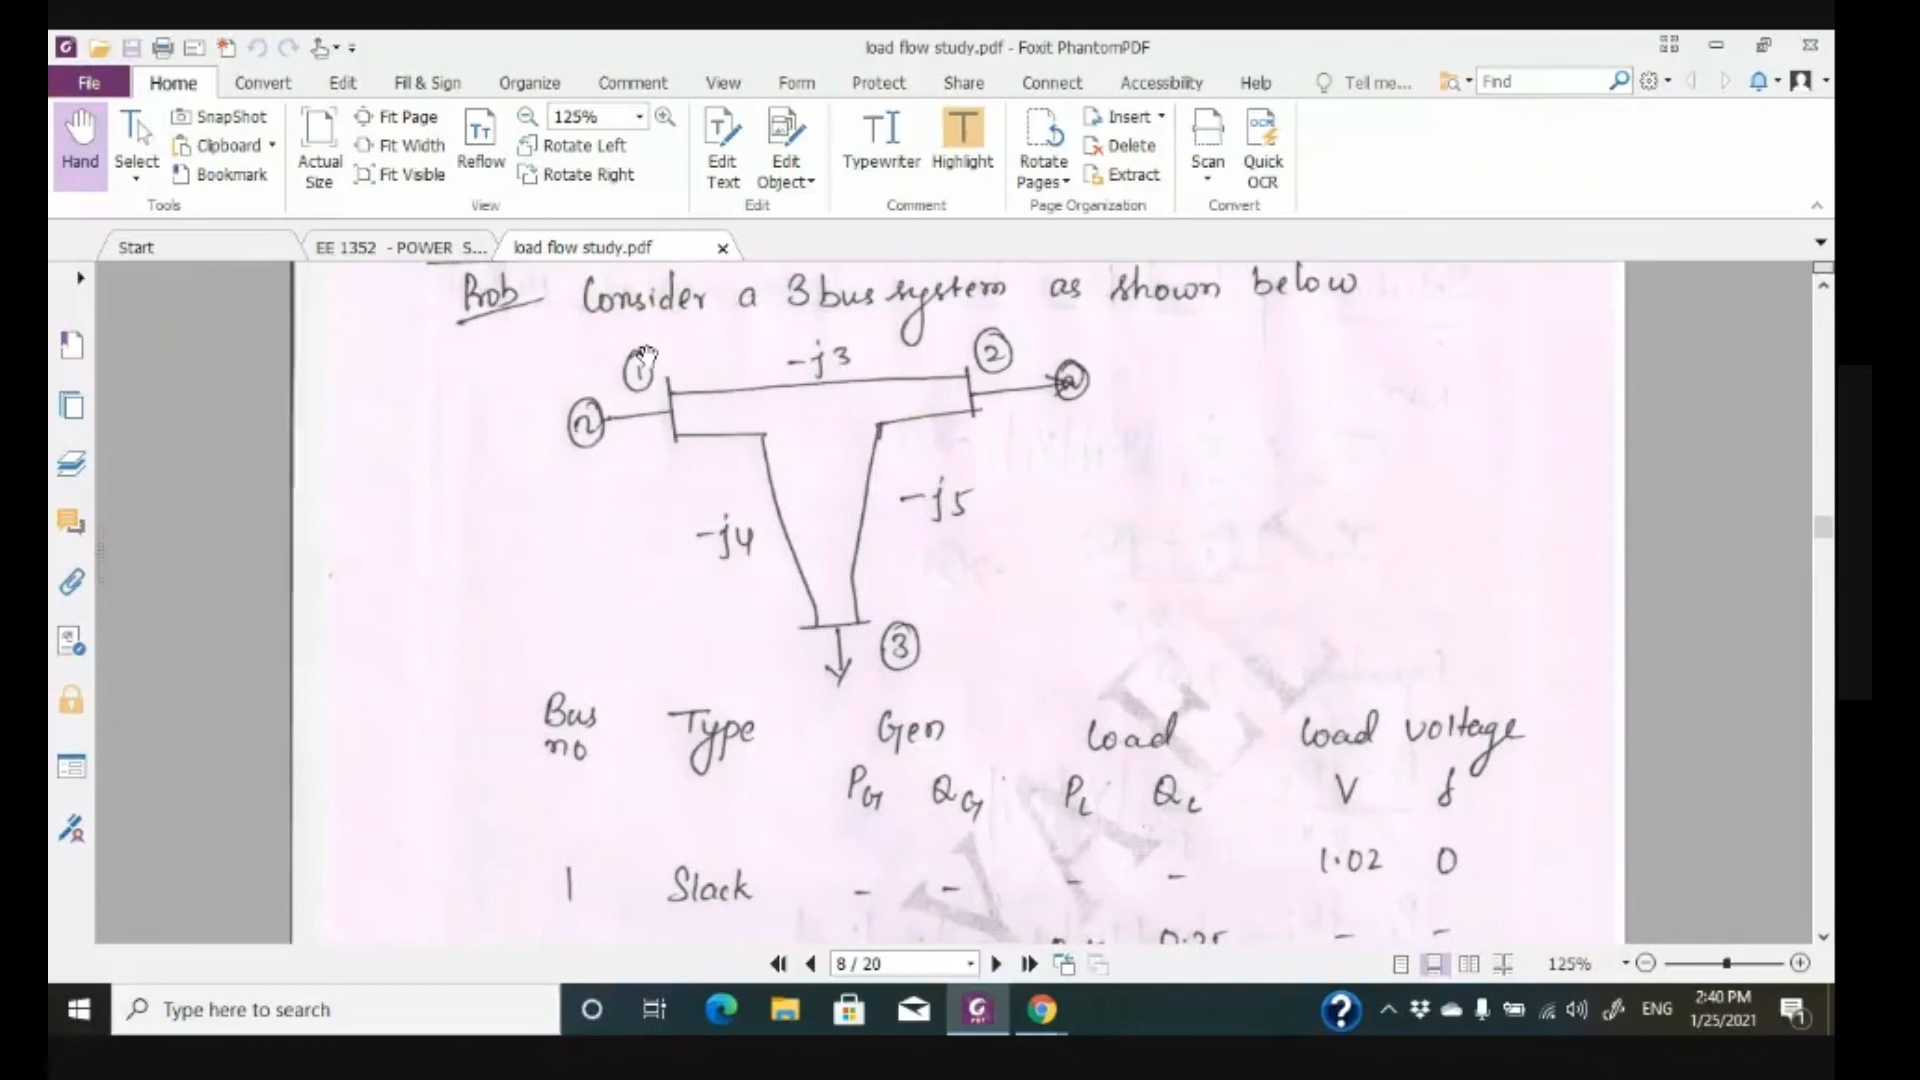 load flow study.pdf - Foxit PhantomPDF
File Home Convert Edit Fill & Sign Organize Comment View Form Protect Share Connect Accessibility Help Tell me... Find
Hand
Select
SnapShot
Clipboard
Bookmark
Tools
Actual Size
Fit Page
Fit Width
Fit Visible
Reflow
125%
Rotate Left
Rotate Right
View
Edit Text
Edit Object
Edit
Typewriter
Highlight
Comment
Rotate Pages
Insert
Delete
Extract
Page Organization
Scan
Quick OCR
Convert
Start
EE 1352 - POWER S...
load flow study.pdf
Prob Consider a 3 bus system as shown below
1
-j3
2
-j4
-j5
3
Bus no Type Gen Load Load voltage
PG QG PL QL V δ
1 Slack - - - - 1.02 0
0.25 - -
8 / 20
125%
Type here to search
ENG
2:40 PM
1/25/2021